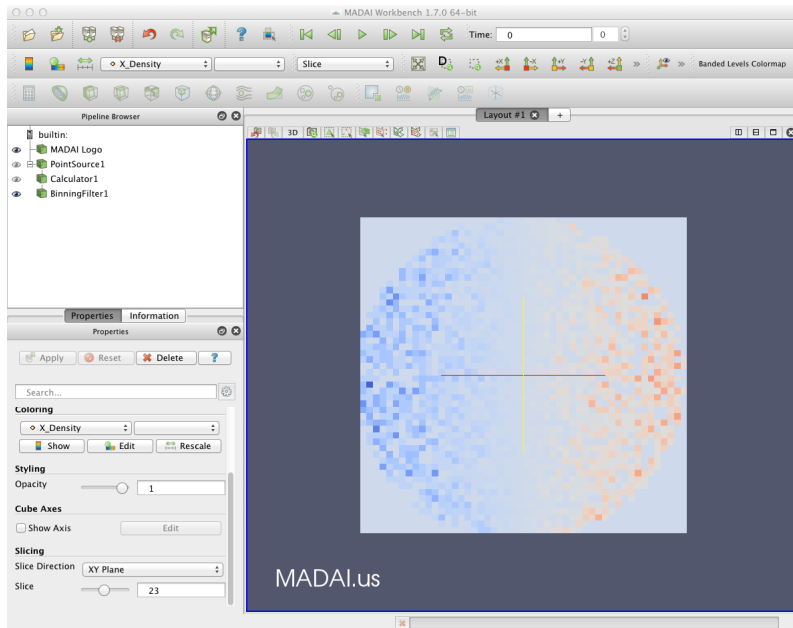 MADAI Workbench 1.7.0 64-bit
Time: 0 0
X_Density Slice Banded Levels Colormap
Pipeline Browser Layout #1 +
3D
builtin:
MADAI Logo
PointSource1
Calculator1
BinningFilter1
Properties Information
Properties
Apply Reset Delete ?
Search...
Coloring
X_Density
Show Edit Rescale
Styling
Opacity 1
Cube Axes
Show Axis Edit
Slicing
Slice Direction XY Plane
Slice 23
MADAI.us